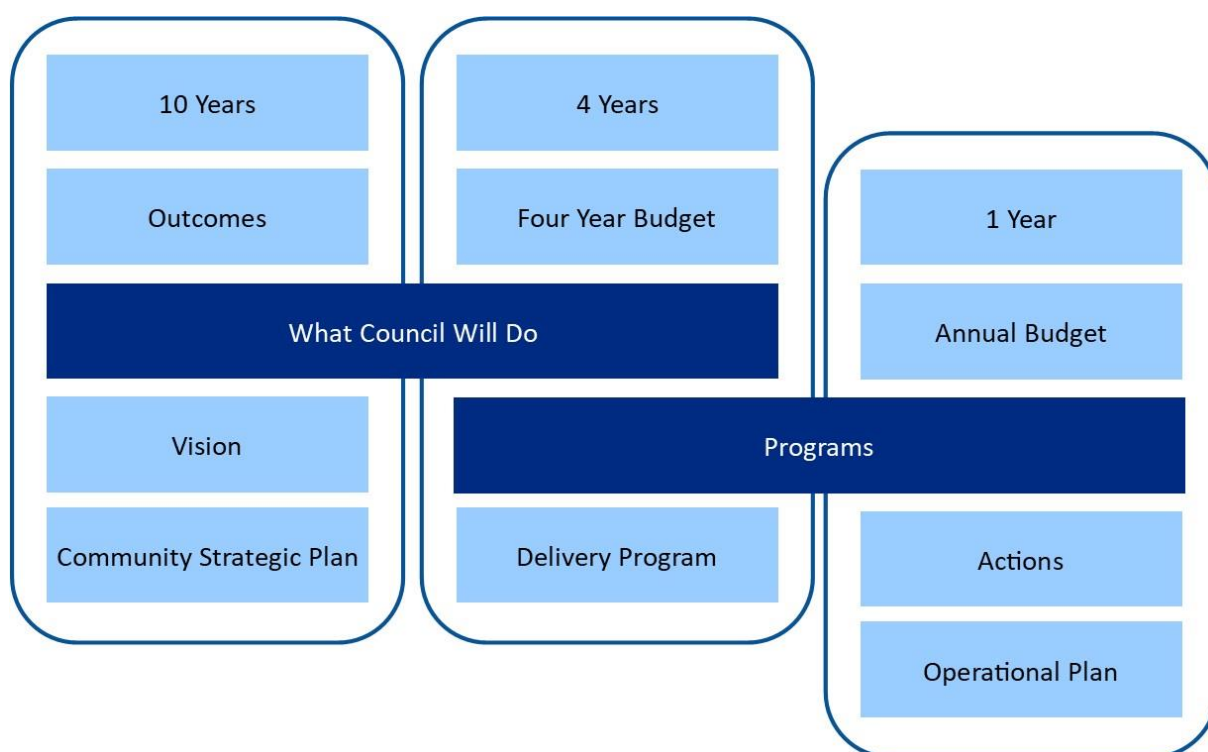 10 Years
Outcomes
What Council Will Do
Vision
Community Strategic Plan
4 Years
Four Year Budget
Programs
Delivery Program
1 Year
Annual Budget
Actions
Operational Plan